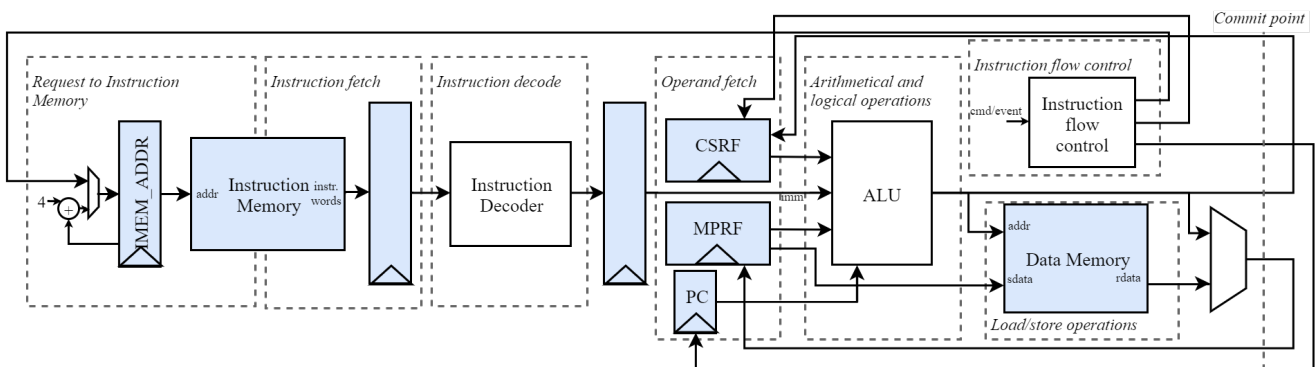 Commit point
Request to Instruction
Memory
Instruction fetch
Instruction decode
Operand fetch
Arithmetical and
logical operations
Instruction flow control
4
+
IMEM_ADDR
addr
Instruction
Memory
instr.
words
Instruction
Decoder
CSRF
imm
MPRF
PC
ALU
cmd/event
Instruction
flow
control
addr
Data Memory
sdata
rdata
Load/store operations